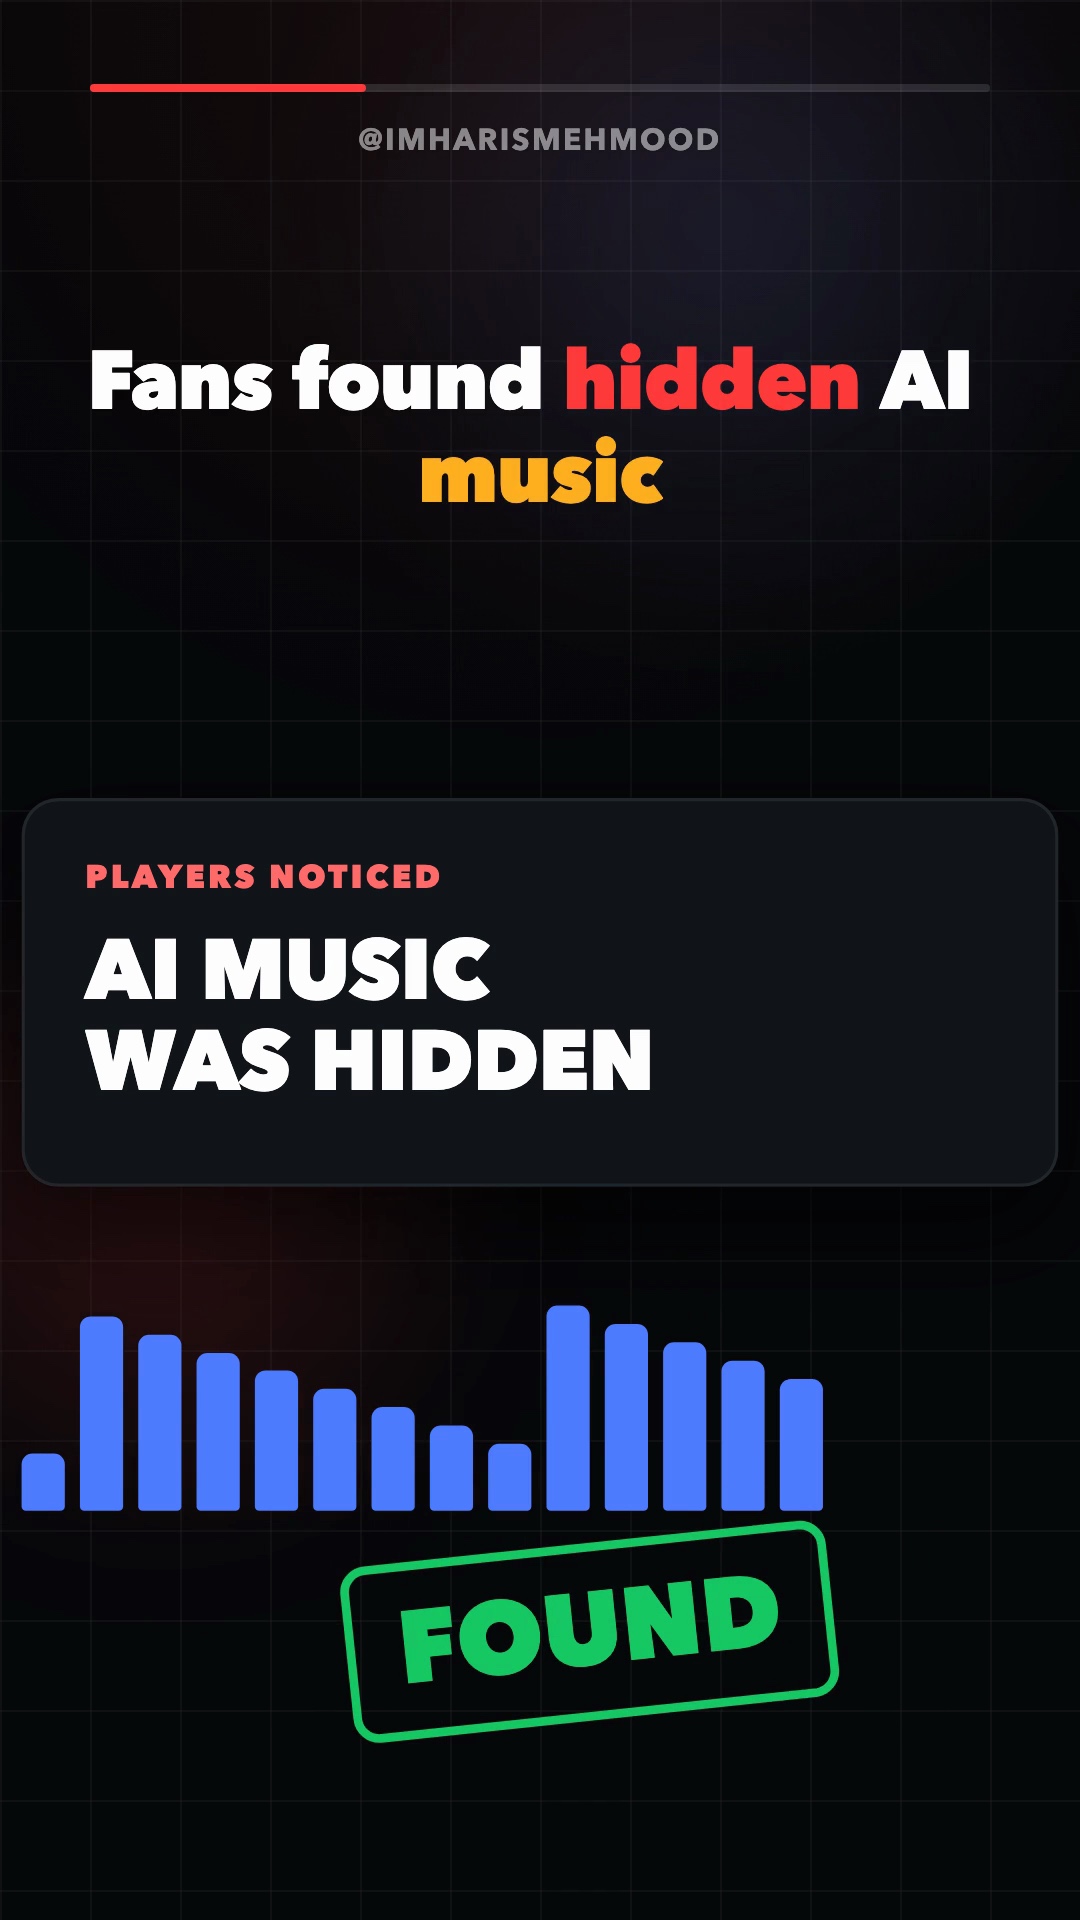 @IMHARISMEHMOOD
Fans found hidden AI
music
PLAYERS NOTICED
AI MUSIC
WAS HIDDEN
FOUND